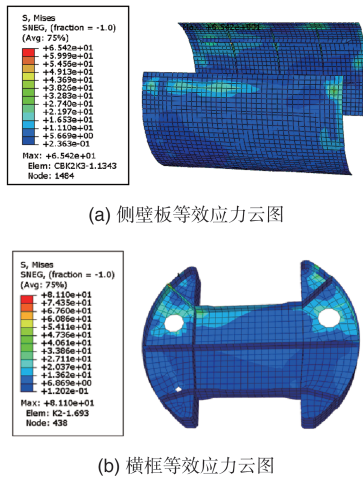 S, Mises
SNEG, (fraction = -1.0)
(Avg: 75%)
+6.542e+01
+5.999e+01
+5.456e+01
+4.913e+01
+4.369e+01
+3.826e+01
+3.283e+01
+2.740e+01
+2.197e+01
+1.653e+01
+1.110e+01
+5.669e+00
+2.363e-01
Max: +6.542e+01
Elem: CBK2K3-1.1343
Node: 1484
(a) 侧壁板等效应力云图
S, Mises
SNEG, (fraction = -1.0)
(Avg: 75%)
+8.110e+01
+7.435e+01
+6.760e+01
+6.086e+01
+5.411e+01
+4.736e+01
+4.061e+01
+3.386e+01
+2.711e+01
+2.037e+01
+1.362e+01
+6.869e+00
+1.202e-01
Max: +8.110e+01
Elem: K2-1.693
Node: 438
(b) 横框等效应力云图